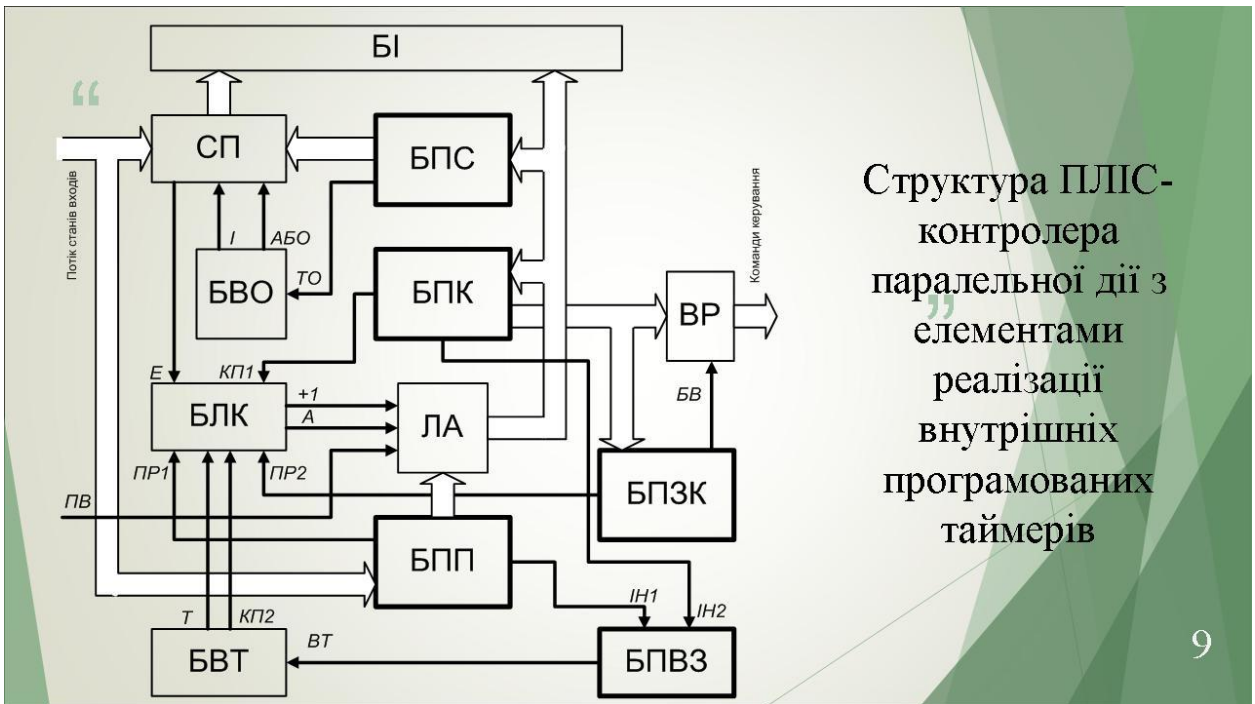 БІ
“
СП
БПС
Потік станів входів
І
АБО
БВО
ТО
БПК
ВР
Команди керування
Е
КП1
+1
А
БЛК
ЛА
БВ
ПР1
ПР2
ПВ
БПЗК
БПП
ІН1
ІН2
Т
КП2
ВТ
БВТ
БПВЗ
Структура ПЛІС-
контролера
паралельної дії з
”
елементами
реалізації
внутрішніх
програмованих
таймерів
9